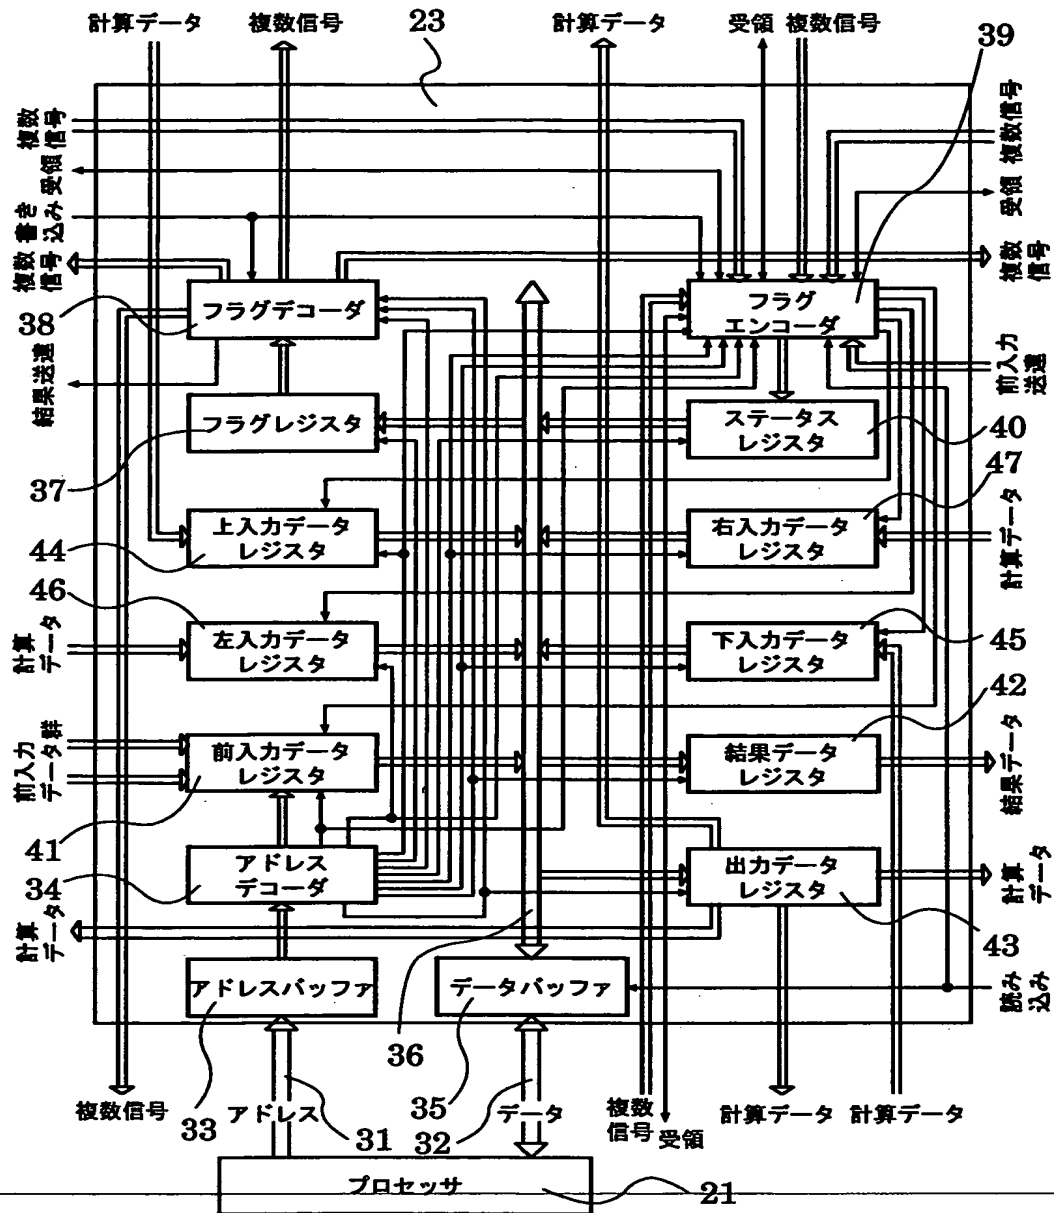 計算データ
複数信号
23
計算データ
受領
複数信号
39
複数
信号
受領
書き
込み
複数
信号
結果送還
複数信号
受領
複数
信号
前入力
送還
フラグデコーダ
38
フラグ
エンコーダ
フラグレジスタ
37
ステータス
レジスタ
40
47
上入力データ
レジスタ
44
右入力データ
レジスタ
計算データ
46
計算
データ
左入力データ
レジスタ
下入力データ
レジスタ
45
42
前入力
データ群
前入力データ
レジスタ
41
結果データ
レジスタ
結果データ
アドレス
デコーダ
34
出力データ
レジスタ
計算
データ
43
計算
データ
アドレスバッファ
データバッファ
読み
込み
36
複数信号
33
アドレス
31
35
32
データ
複数
信号
受領
計算データ
計算データ
プロセッサ
21